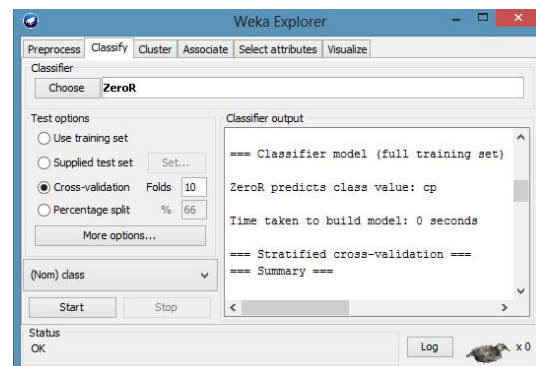 Weka Explorer
Preprocess Classify Cluster Associate Select attributes Visualize
Classifier
Choose ZeroR
Test options
Use training set
Supplied test set Set...
Cross-validation Folds 10
Percentage split % 66
More options...
(Nom) class
Start Stop
Classifier output
=== Classifier model (full training set)
ZeroR predicts class value: cp
Time taken to build model: 0 seconds
=== Stratified cross-validation ===
=== Summary ===
Status
OK
Log x 0